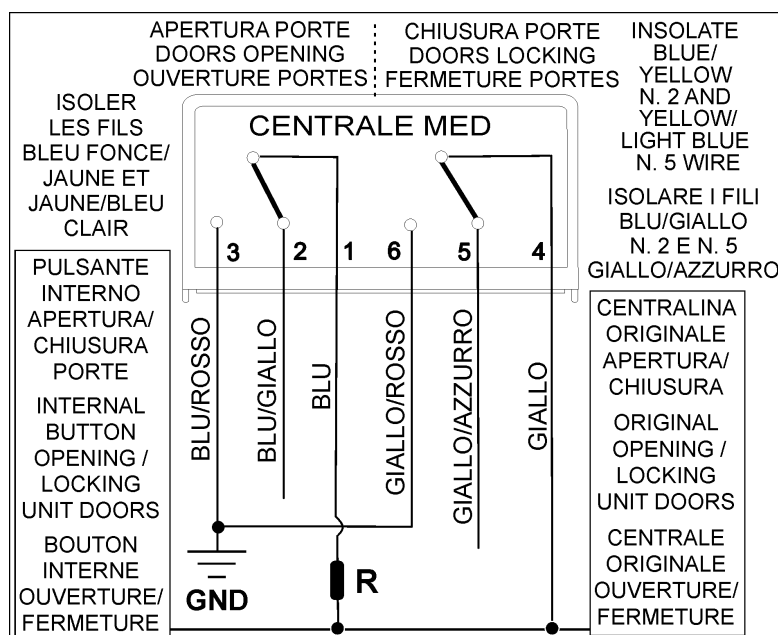 APERTURA PORTE
DOORS OPENING
OUVERTURE PORTES
CHIUSURA PORTE
DOORS LOCKING
FERMETURE PORTES
INSOLATE
BLUE/
YELLOW
N. 2 AND
YELLOW/
LIGHT BLUE
N. 5 WIRE
ISOLER
LES FILS
BLEU FONCE/
JAUNE ET
JAUNE/BLEU
CLAIR
CENTRALE MED
ISOLARE I FILI
BLU/GIALLO
N. 2 E N. 5
GIALLO/AZZURRO
3 2 1 6 5 4
PULSANTE
INTERNO
APERTURA/
CHIUSURA
PORTE
INTERNAL
BUTTON
OPENING /
LOCKING
UNIT DOORS
BOUTON
INTERNE
OUVERTURE/
FERMETURE
BLU/ROSSO
BLU/GIALLO
BLU
GIALLO/ROSSO
GIALLO/AZZURRO
GIALLO
GND
R
CENTRALINA
ORIGINALE
APERTURA/
CHIUSURA
ORIGINAL
OPENING /
LOCKING
UNIT DOORS
CENTRALE
ORIGINALE
OUVERTURE/
FERMETURE